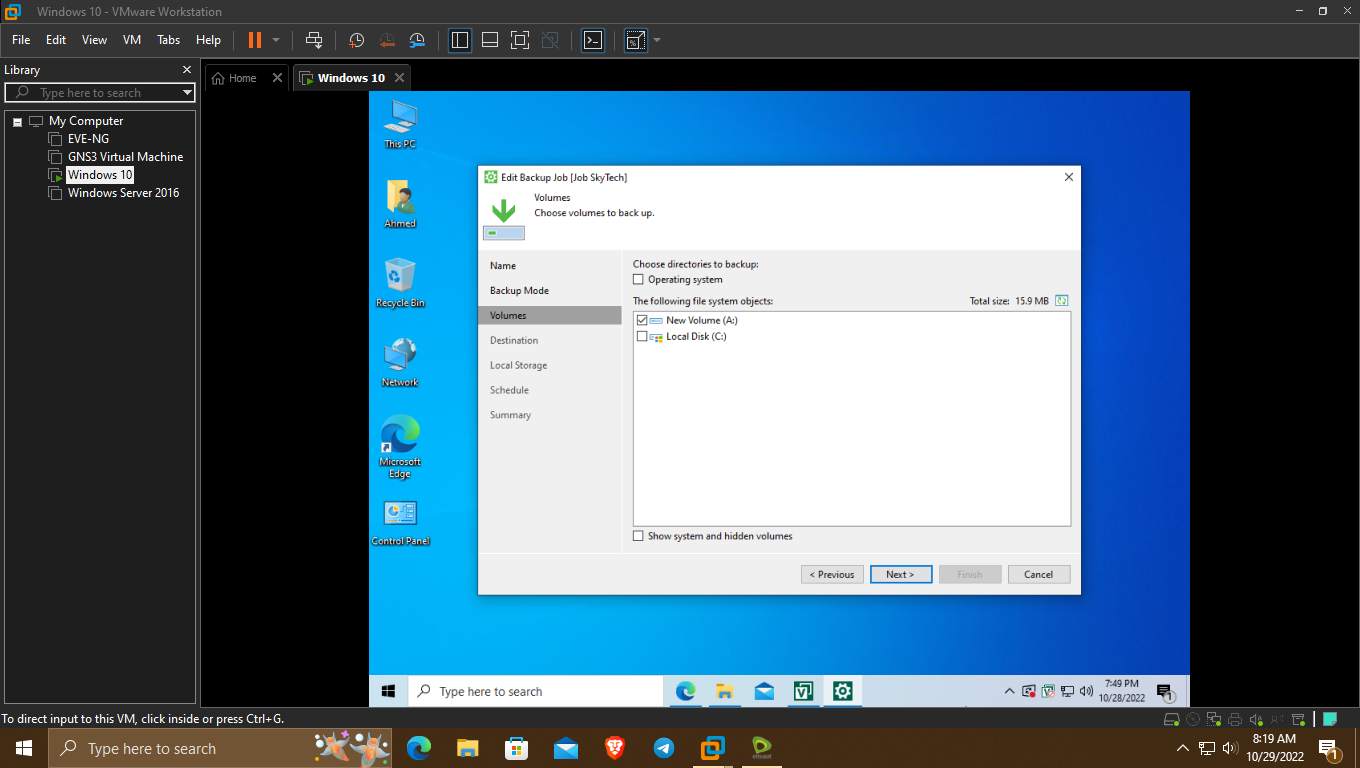 Windows 10 - VMware Workstation
File Edit View VM Tabs Help
Library
Type here to search
My Computer
EVE-NG
GNS3 Virtual Machine
Windows 10
Windows Server 2016
Home
Windows 10
This PC
Ahmed
Recycle Bin
Network
Microsoft
Edge
Control Panel
Edit Backup Job [Job SkyTech]
Volumes
Choose volumes to back up.
Name
Backup Mode
Volumes
Destination
Local Storage
Schedule
Summary
Choose directories to backup:
Operating system
The following file system objects:
Total size: 15.9 MB
New Volume (A:)
Local Disk (C:)
Show system and hidden volumes
< Previous
Next >
Finish
Cancel
Type here to search
7:49 PM
10/28/2022
1
To direct input to this VM, click inside or press Ctrl+G.
Type here to search
8:19 AM
10/29/2022
1